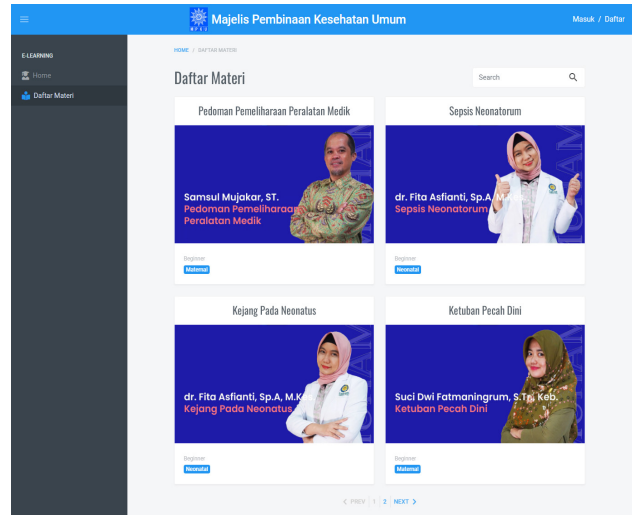 MPKU
Majelis Pembinaan Kesehatan Umum
Masuk / Daftar
E-LEARNING
Home
Daftar Materi
HOME / DAFTAR MATERI
Daftar Materi
Search
Pedoman Pemeliharaan Peralatan Medik
Samsul Mujakar, ST.
Pedoman Pemeliharaan
Peralatan Medik
Beginner
Maternal
Sepsis Neonatorum
dr. Fita Asfianti, Sp.A, M.Kes.
Sepsis Neonatorum
Beginner
Neonatal
Kejang Pada Neonatus
dr. Fita Asfianti, Sp.A, M.Kes.
Kejang Pada Neonatus
Beginner
Neonatal
Ketuban Pecah Dini
Suci Dwi Fatmaningrum, S.Tr. Keb.
Ketuban Pecah Dini
Beginner
Maternal
PREV 1 2 NEXT